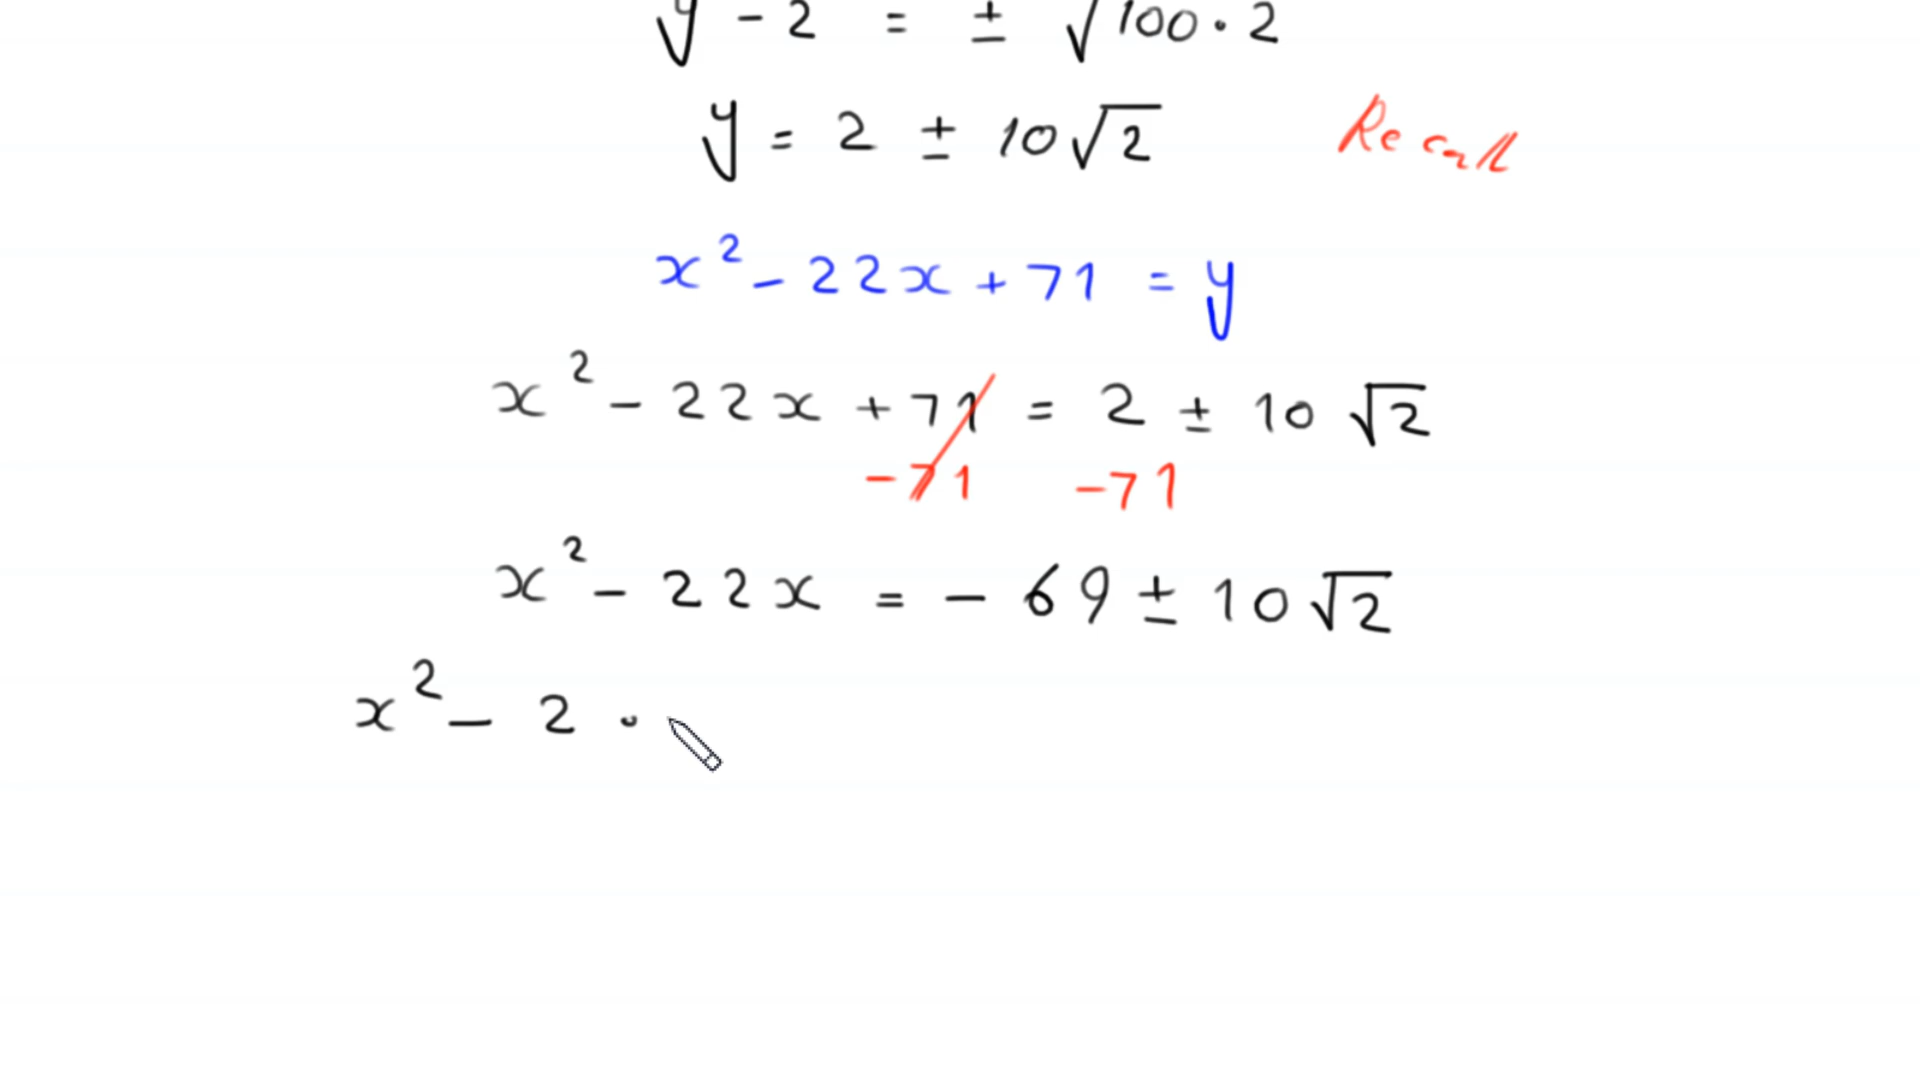 y - 2 = ± √100 · 2
y = 2 ± 10√2 Recall
x² - 22x + 71 = y
x² - 22x + 71 = 2 ± 10√2
-71 -71
x² - 22x = - 69 ± 10√2
x² - 2 ·